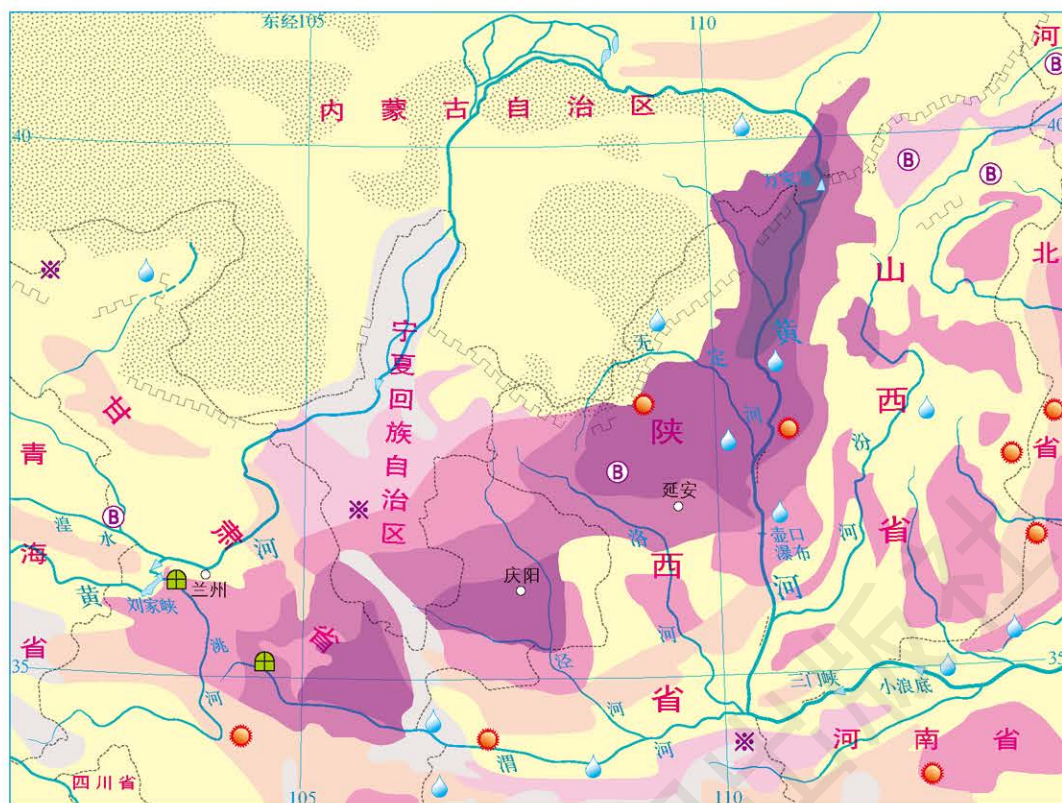 东经105
110
河
内蒙古自治区
40
40
万家寨
山
北
宁夏回族自治区
无定河
黄
甘
西
陕
汾
省
青
延安
湟水
肃
河
洛
壶口
瀑布
河
省
海
黄
兰州
庆阳
西
河
刘家峡
省
洮
省
河
泾
35
35
三门峡
小浪底
河
省
河
渭
河
河南省
四川省
105
110
B
B
B
B
B